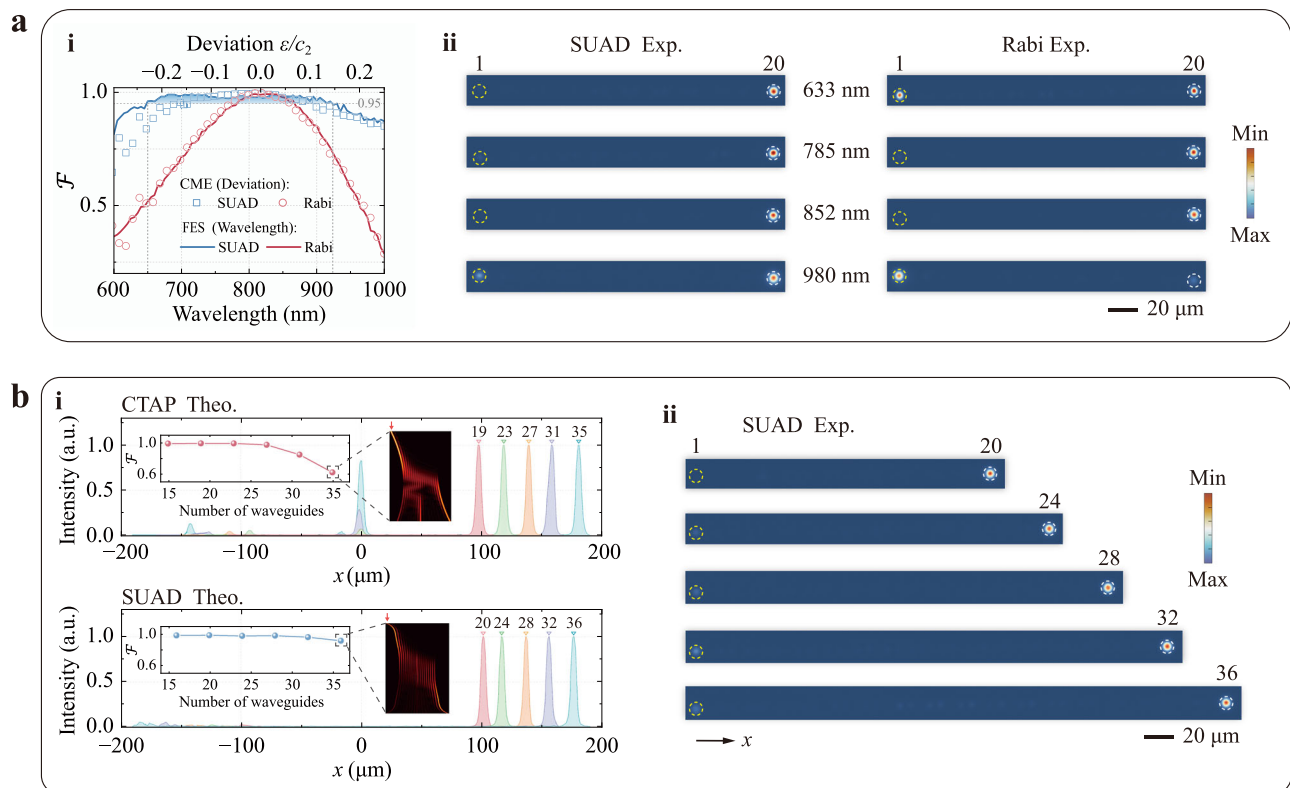 a
i
Deviation ε/c₂
−0.2 −0.1 0.0 0.1 0.2
1.0
0.95
0.5
ℱ
CME (Deviation):
SUAD Rabi
FES (Wavelength):
SUAD Rabi
600 700 800 900 1000
Wavelength (nm)
ii
SUAD Exp.
Rabi Exp.
1 20
1 20
633 nm
785 nm
852 nm
980 nm
Min
Max
20 μm
b
i
CTAP Theo.
Intensity (a.u.)
1.0
0.5
0.0
ℱ
1.0
0.6
15 20 25 30 35
Number of waveguides
19 23 27 31 35
−200 −100 0 100 200
x (μm)
SUAD Theo.
Intensity (a.u.)
1.0
0.5
0.0
ℱ
1.0
0.6
15 20 25 30 35
Number of waveguides
20 24 28 32 36
−200 −100 0 100 200
x (μm)
ii
SUAD Exp.
1
20
24
28
32
36
Min
Max
x
20 μm